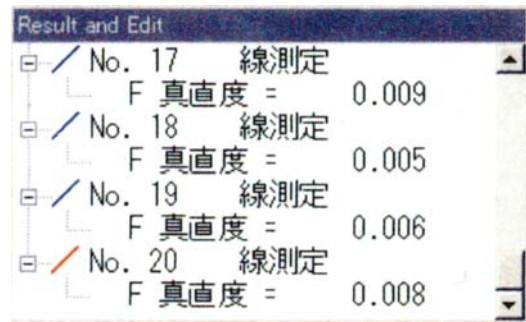 Result and Edit
No. 17 線測定
F 真直度 = 0.009
No. 18 線測定
F 真直度 = 0.005
No. 19 線測定
F 真直度 = 0.006
No. 20 線測定
F 真直度 = 0.008